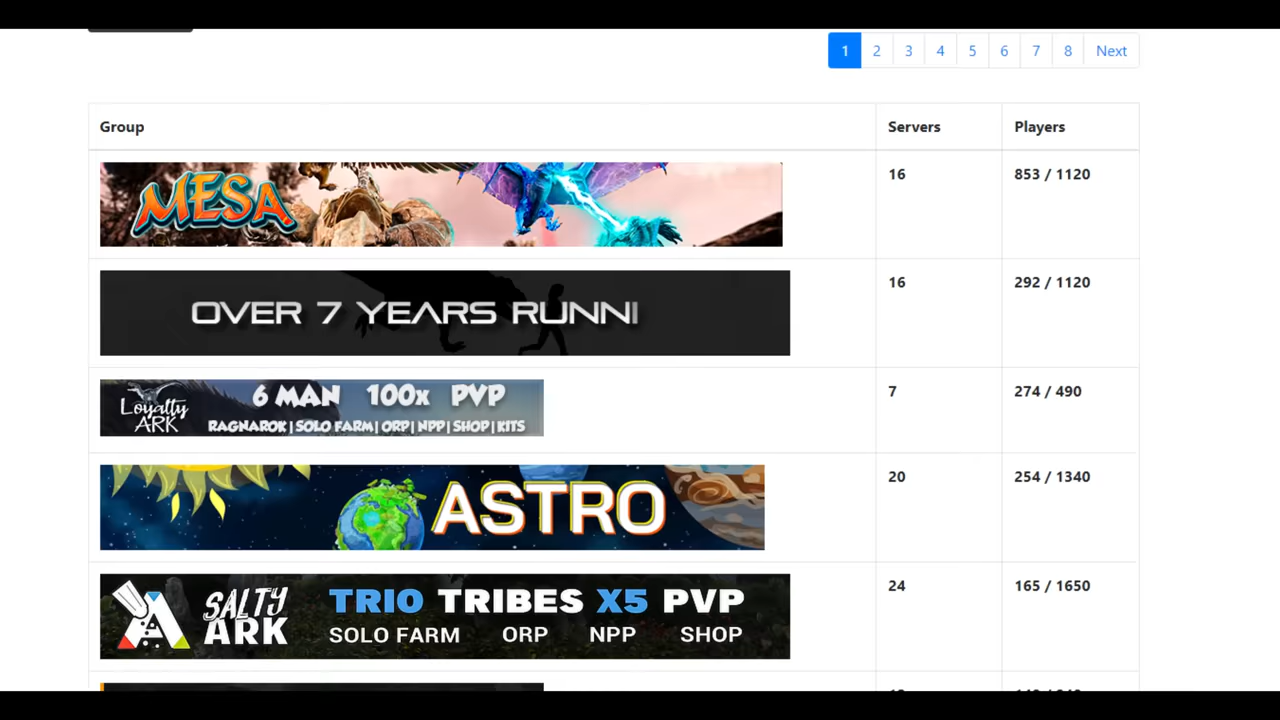 1 2 3 4 5 6 7 8 Next
Group Servers Players
MESA 16 853 / 1120
OVER 7 YEARS RUNNI 16 292 / 1120
Loyalty ARK 6 MAN 100x PVP 7 274 / 490
RAGNAROK | SOLO FARM | ORP | NPP | SHOP | KITS
ASTRO 20 254 / 1340
SALTY ARK TRIO TRIBES X5 PVP 24 165 / 1650
SOLO FARM ORP NPP SHOP